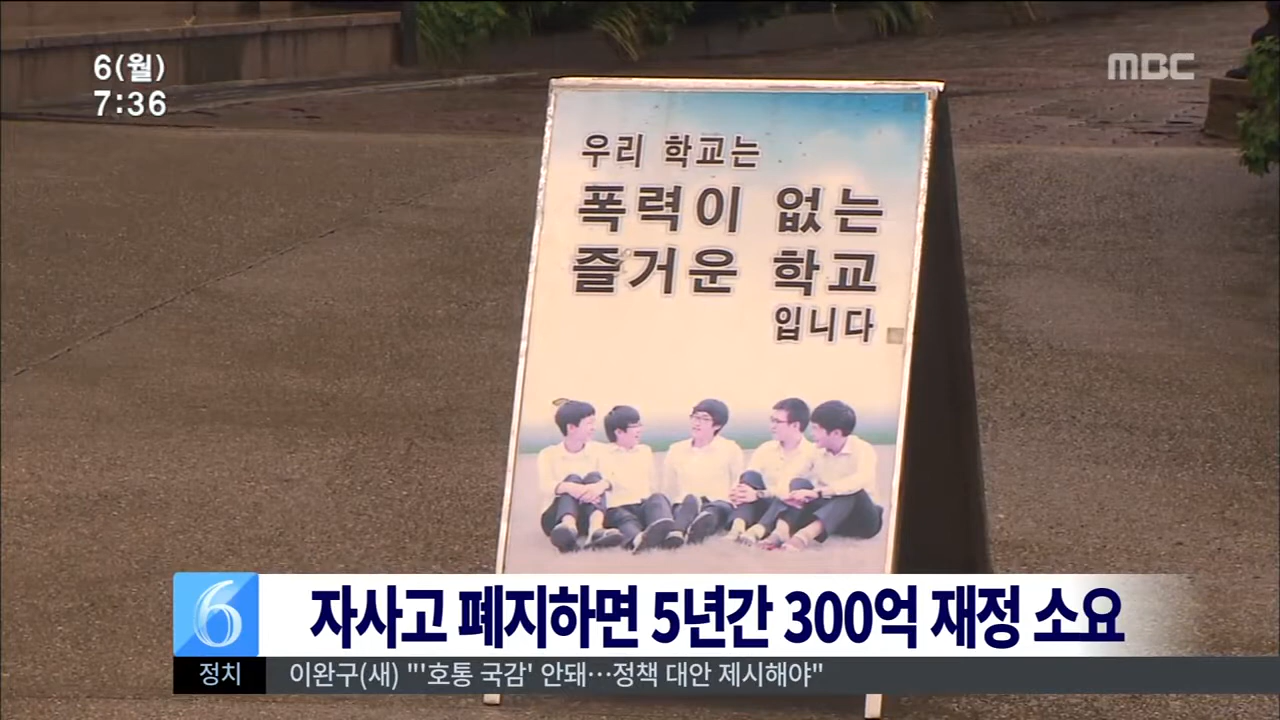 6(월)
7:36
MBC
우리 학교는
폭력이 없는
즐거운 학교
입니다
6 자사고 폐지하면 5년간 300억 재정 소요
정치 이완구(새) "'호통 국감' 안돼…정책 대안 제시해야"